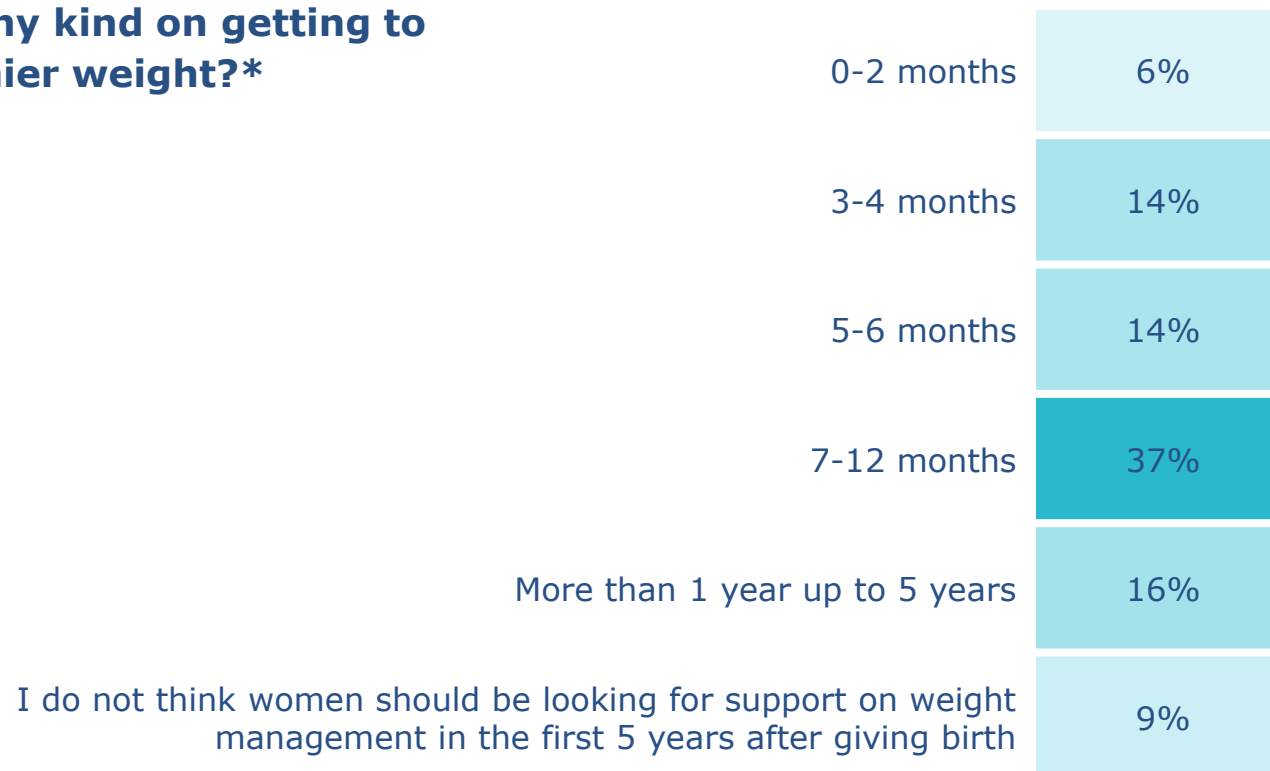 kind on getting to
weight?*
0-2 months 6%
3-4 months 14%
5-6 months 14%
7-12 months 37%
More than 1 year up to 5 years 16%
I do not think women should be looking for support on weight
management in the first 5 years after giving birth 9%